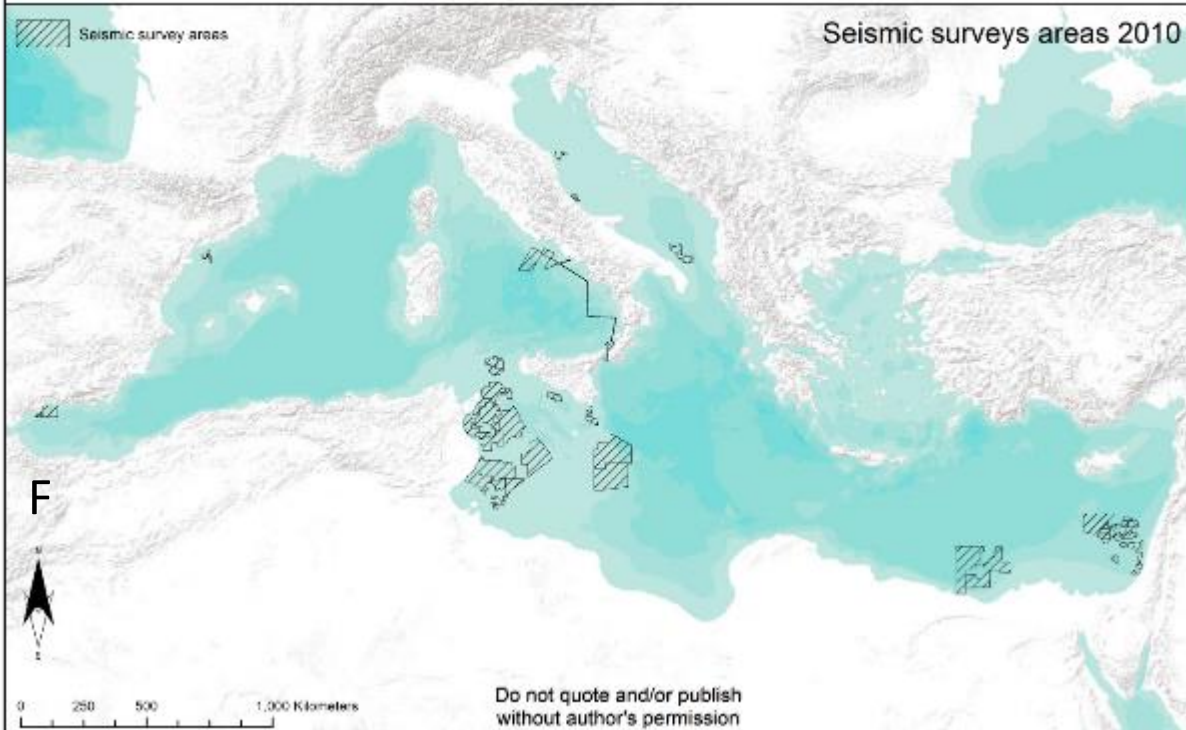 Seismic survey areas
Seismic surveys areas 2010
F
N
S
0 250 500 1,000 Kilometers
Do not quote and/or publish
without author's permission